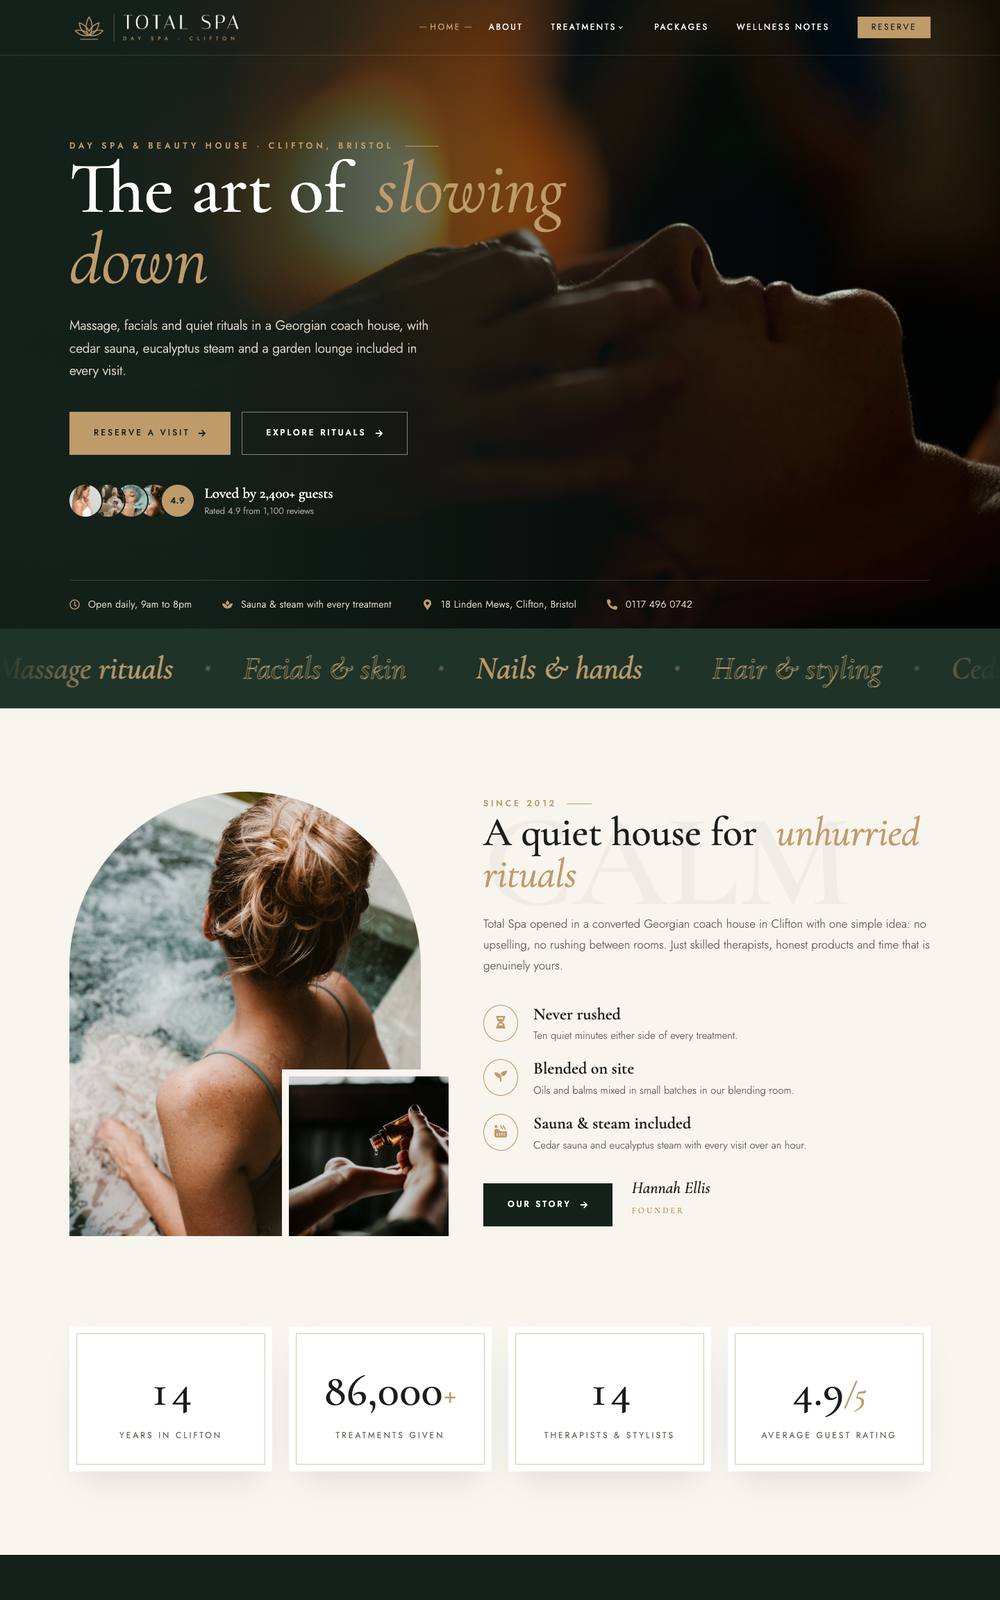 TOTAL SPA
DAY SPA · CLIFTON
HOME ABOUT TREATMENTS PACKAGES WELLNESS NOTES RESERVE
DAY SPA & BEAUTY HOUSE · CLIFTON, BRISTOL
The art of slowing
down
Massage, facials and quiet rituals in a Georgian coach house, with
cedar sauna, eucalyptus steam and a garden lounge included in
every visit.
RESERVE A VISIT → EXPLORE RITUALS →
4.9 Loved by 2,400+ guests
Rated 4.9 from 1,100 reviews
Open daily, 9am to 8pm Sauna & steam with every treatment 18 Linden Mews, Clifton, Bristol 0117 496 0742
Massage rituals • Facials & skin • Nails & hands • Hair & styling •
SINCE 2012
CALM
A quiet house for unhurried
rituals
Total Spa opened in a converted Georgian coach house in Clifton with one simple idea: no
upselling, no rushing between rooms. Just skilled therapists, honest products and time that is
genuinely yours.
Never rushed
Ten quiet minutes either side of every treatment.
Blended on site
Oils and balms mixed in small batches in our blending room.
Sauna & steam included
Cedar sauna and eucalyptus steam with every visit over an hour.
OUR STORY →
Hannah Ellis
FOUNDER
14 86,000+ 14 4.9/5
YEARS IN CLIFTON TREATMENTS GIVEN THERAPISTS & STYLISTS AVERAGE GUEST RATING